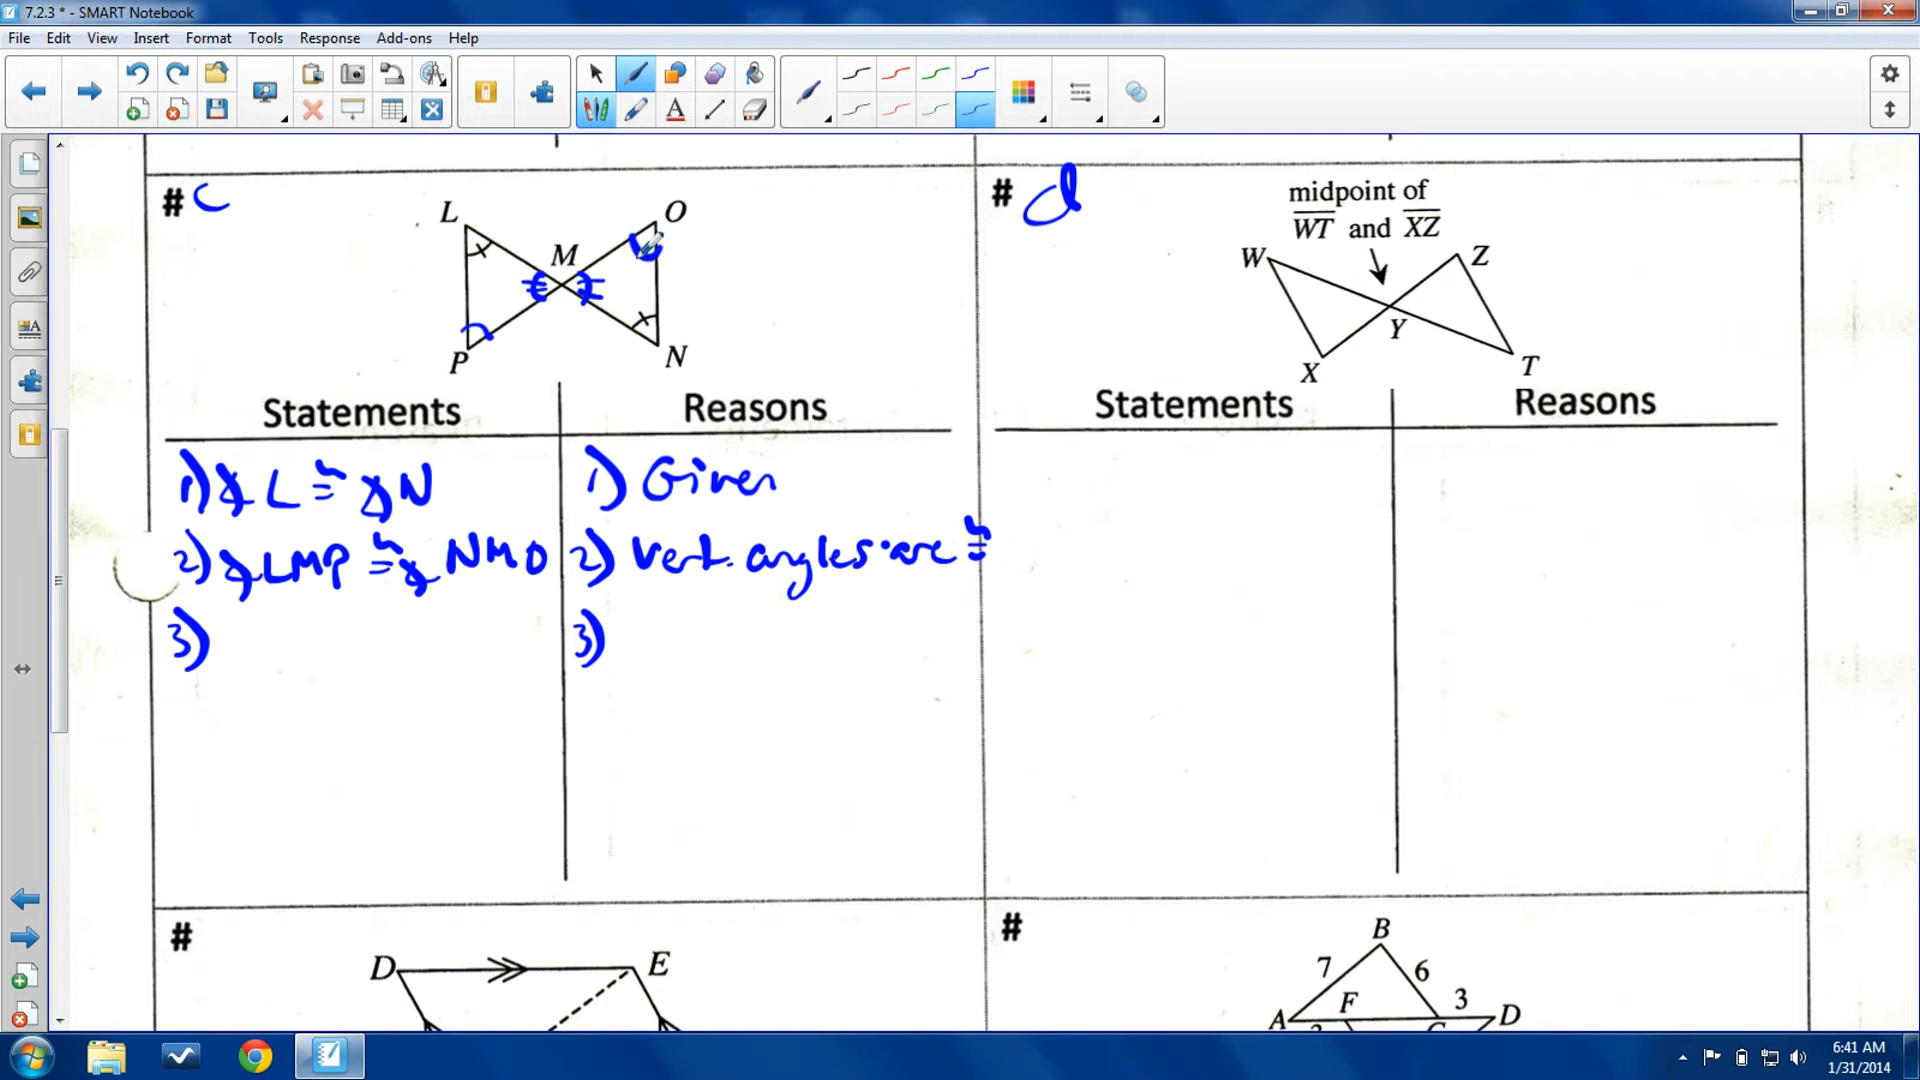 7.2.3 * - SMART Notebook
File Edit View Insert Format Tools Response Add-ons Help
# c
L
O
M
P
N
Statements
Reasons
1) ∡L ≅ ∡N
1) Given
2) ∡LMP ≅ ∡NMO
2) Vert. angles are ≅
3)
3)
# d
midpoint of
WT and XZ
W
Z
Y
X
T
Statements
Reasons
#
D
E
#
B
7
6
F
3
A
D
6:41 AM
1/31/2014